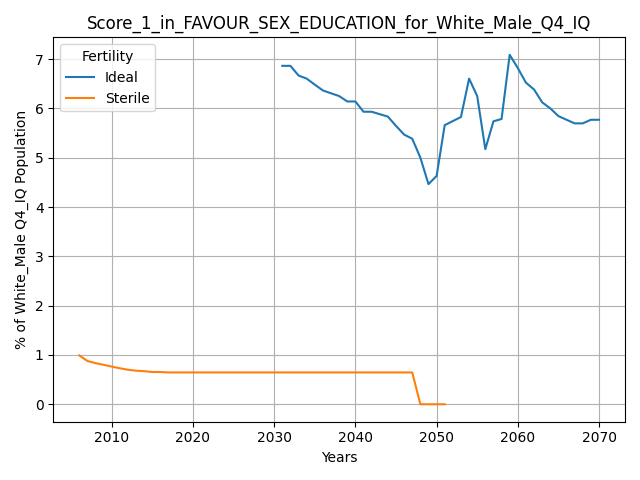 Score_1_in_FAVOUR_SEX_EDUCATION_for_White_Male_Q4_IQ
Fertility
Ideal
Sterile
% of White_Male Q4_IQ Population
7
6
5
4
3
2
1
0
2010 2020 2030 2040 2050 2060 2070
Years